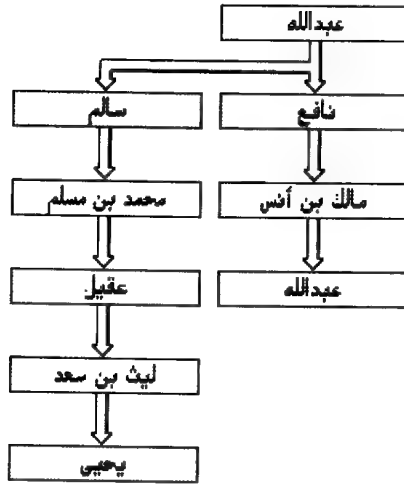 عبدالله
نافع
سالم
مالك بن أنس
محمد بن مسلم
عبدالله
عقيل
ليث بن سعد
يحيى